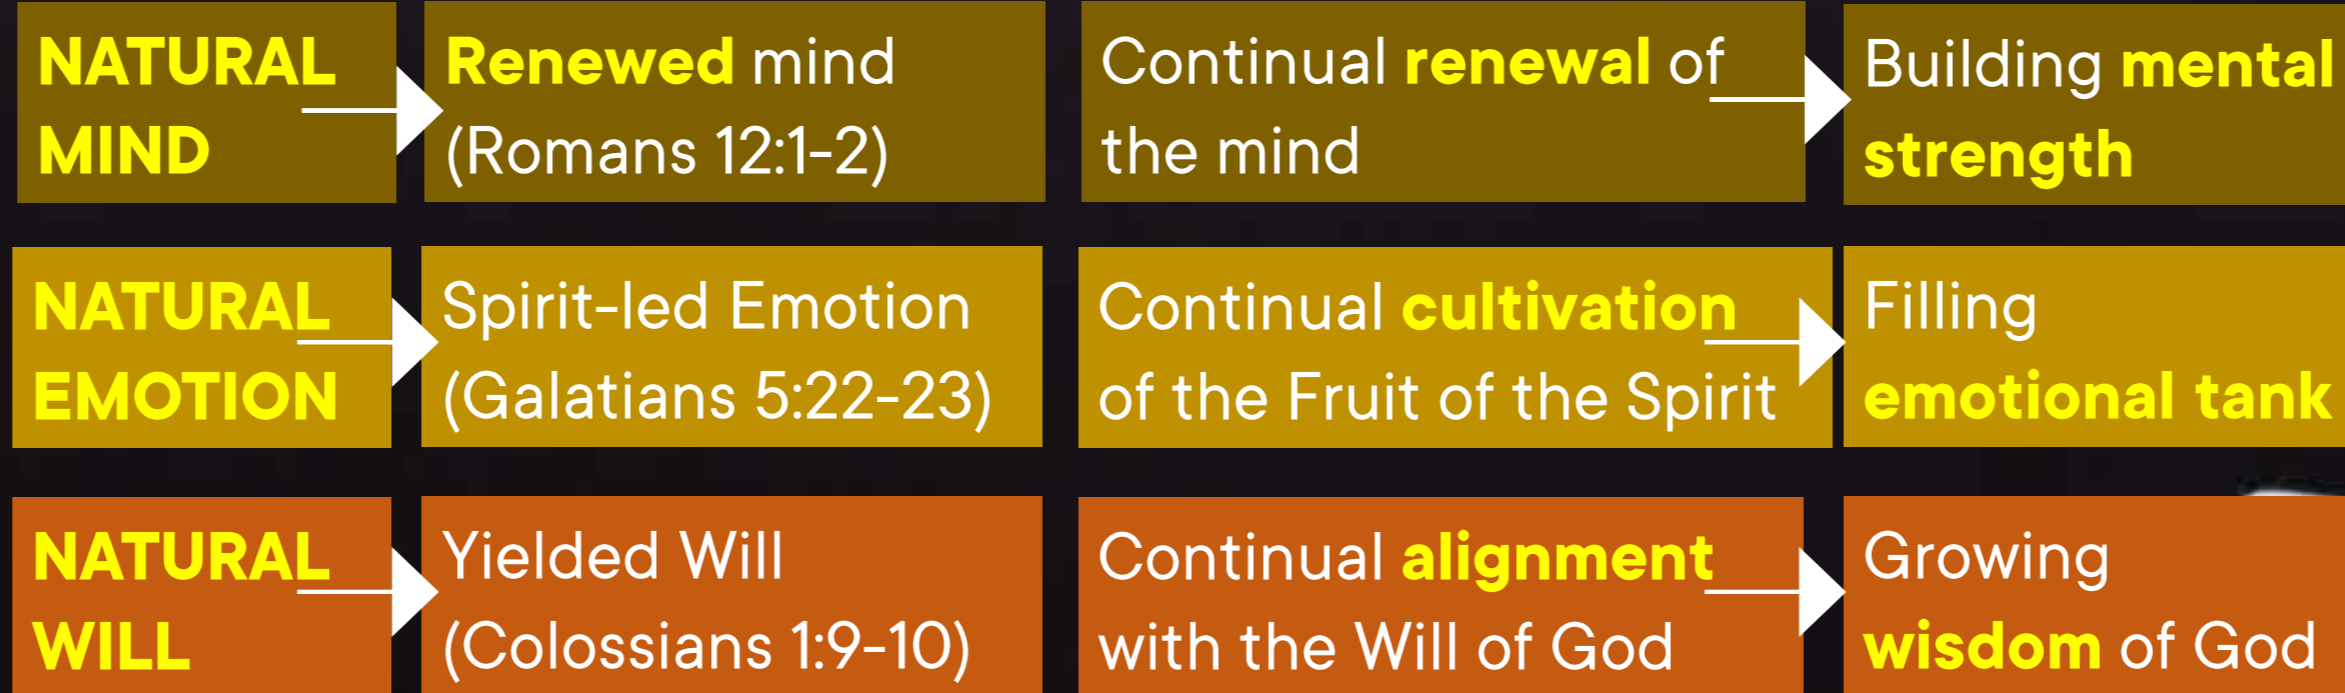 NATURAL
MIND
Renewed mind
(Romans 12:1-2)
Continual renewal of
the mind
Building mental
strength
NATURAL
EMOTION
Spirit-led Emotion
(Galatians 5:22-23)
Continual cultivation
of the Fruit of the Spirit
Filling
emotional tank
NATURAL
WILL
Yielded Will
(Colossians 1:9-10)
Continual alignment
with the Will of God
Growing
wisdom of God